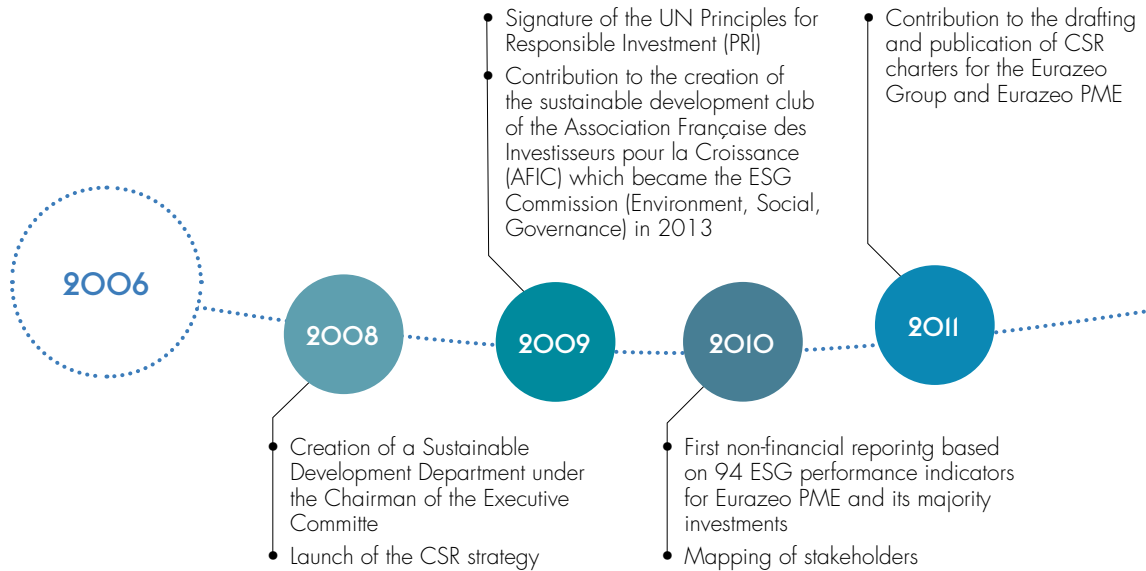 2006
2008
• Creation of a Sustainable
Development Department under
the Chairman of the Executive
Committe
• Launch of the CSR strategy
• Signature of the UN Principles for
Responsible Investment (PRI)
• Contribution to the creation of
the sustainable development club
of the Association Française des
Investisseurs pour la Croissance
(AFIC) which became the ESG
Commission (Environment, Social,
Governance) in 2013
2009
2010
• First non-financial reporintg based
on 94 ESG performance indicators
for Eurazeo PME and its majority
investments
• Mapping of stakeholders
• Contribution to the drafting
and publication of CSR
charters for the Eurazeo
Group and Eurazeo PME
2011